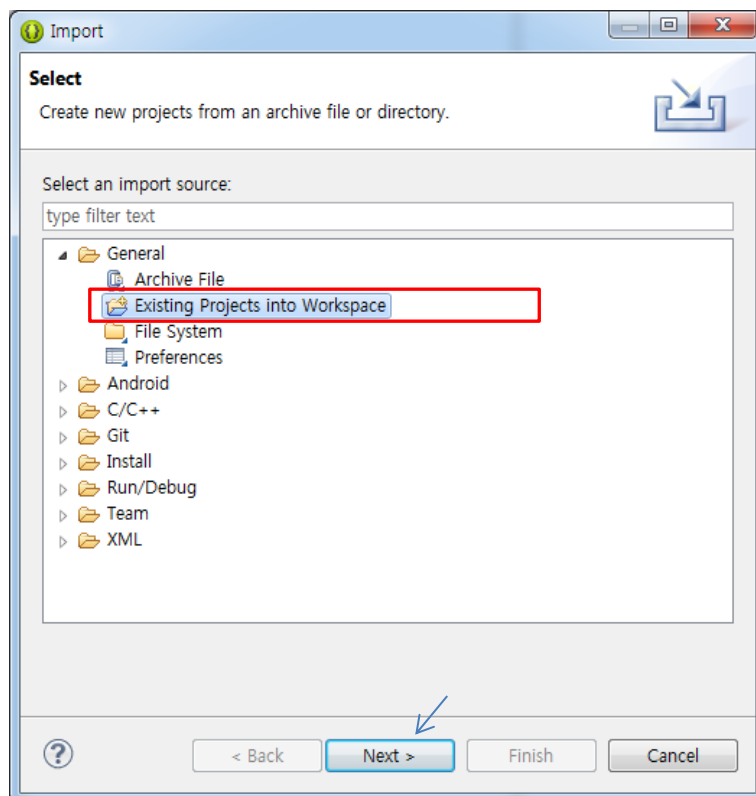 Import
Select
Create new projects from an archive file or directory.
Select an import source:
type filter text
General
Archive File
Existing Projects into Workspace
File System
Preferences
Android
C/C++
Git
Install
Run/Debug
Team
XML
?
< Back
Next >
Finish
Cancel